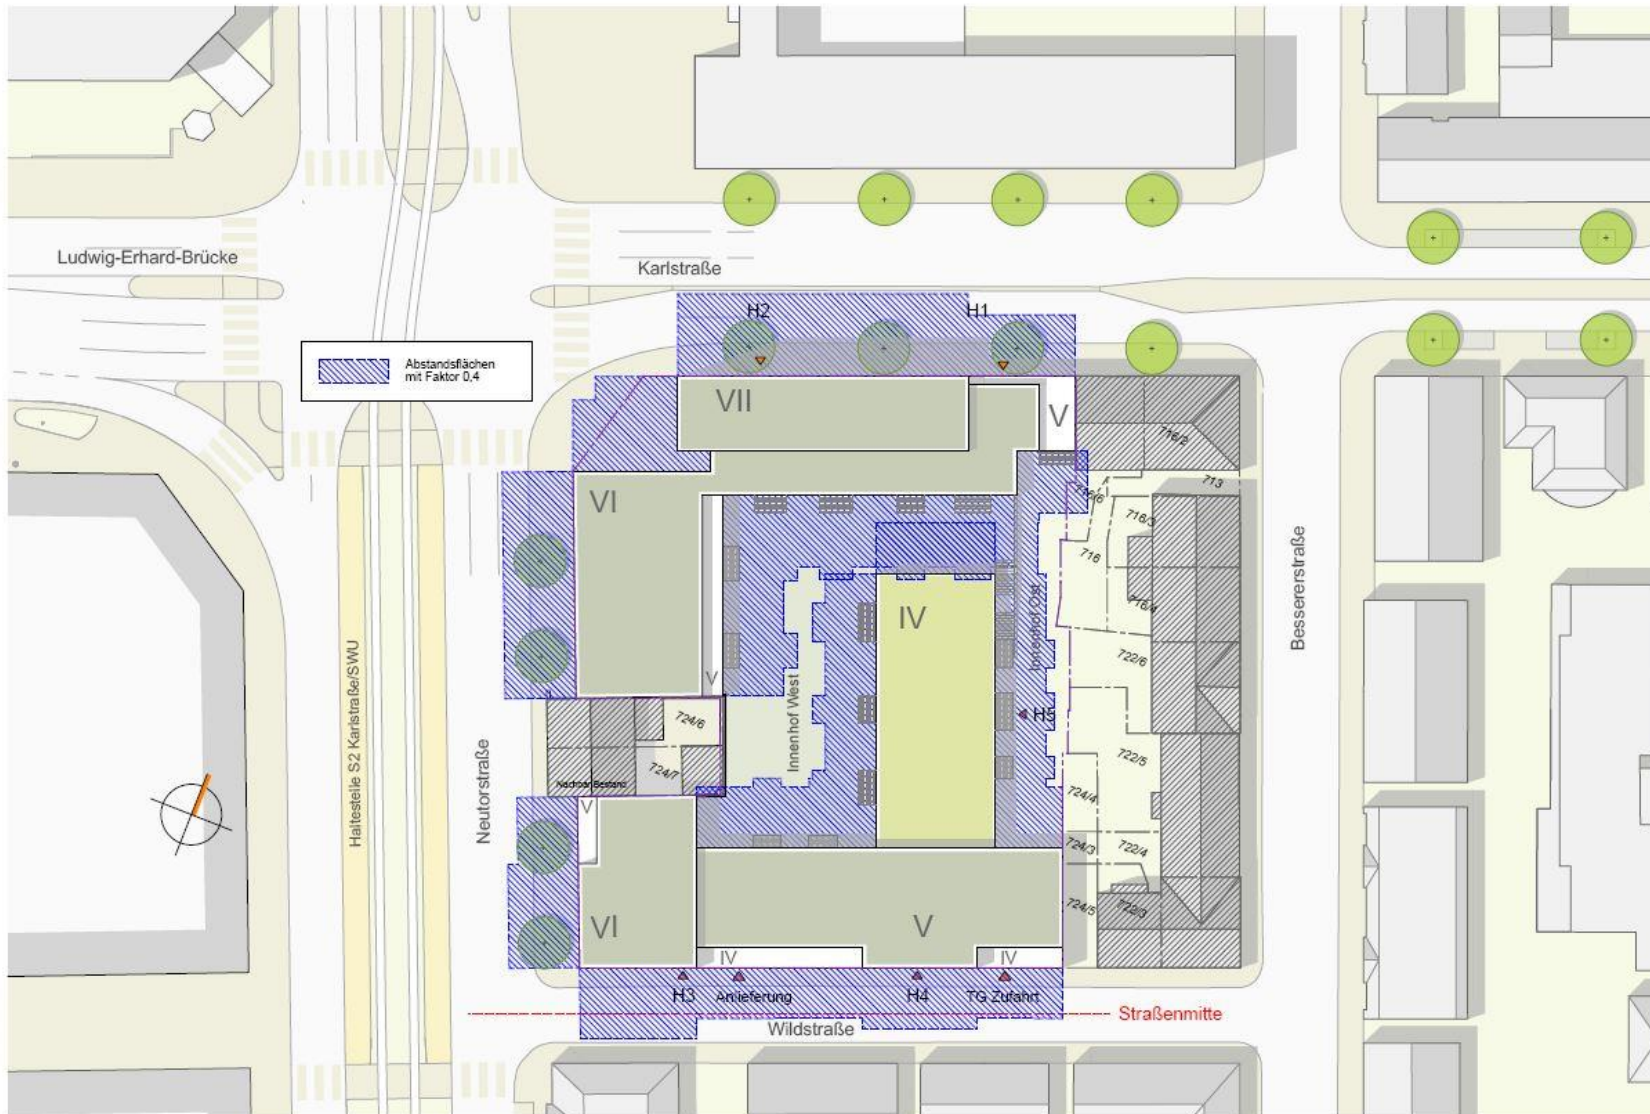 Ludwig-Erhard-Brücke
Karlstraße
H2
H1
Abstandsflächen
mit Faktor 0,4
VII
V
716/2
VI
716/6
713
716/3
716
716/4
IV
Innenhof Ost
Besserer­straße
722/6
V
Innenhof West
H5
724/6
724/7
Nachbar Bestand
722/5
Haltestelle S2 Karlstraße/SWU
Neutorstraße
V
724/4
724/3
722/4
VI
V
724/5
722/3
IV
IV
H3
Anlieferung
H4
TG Zufahrt
Straßenmitte
Wildstraße